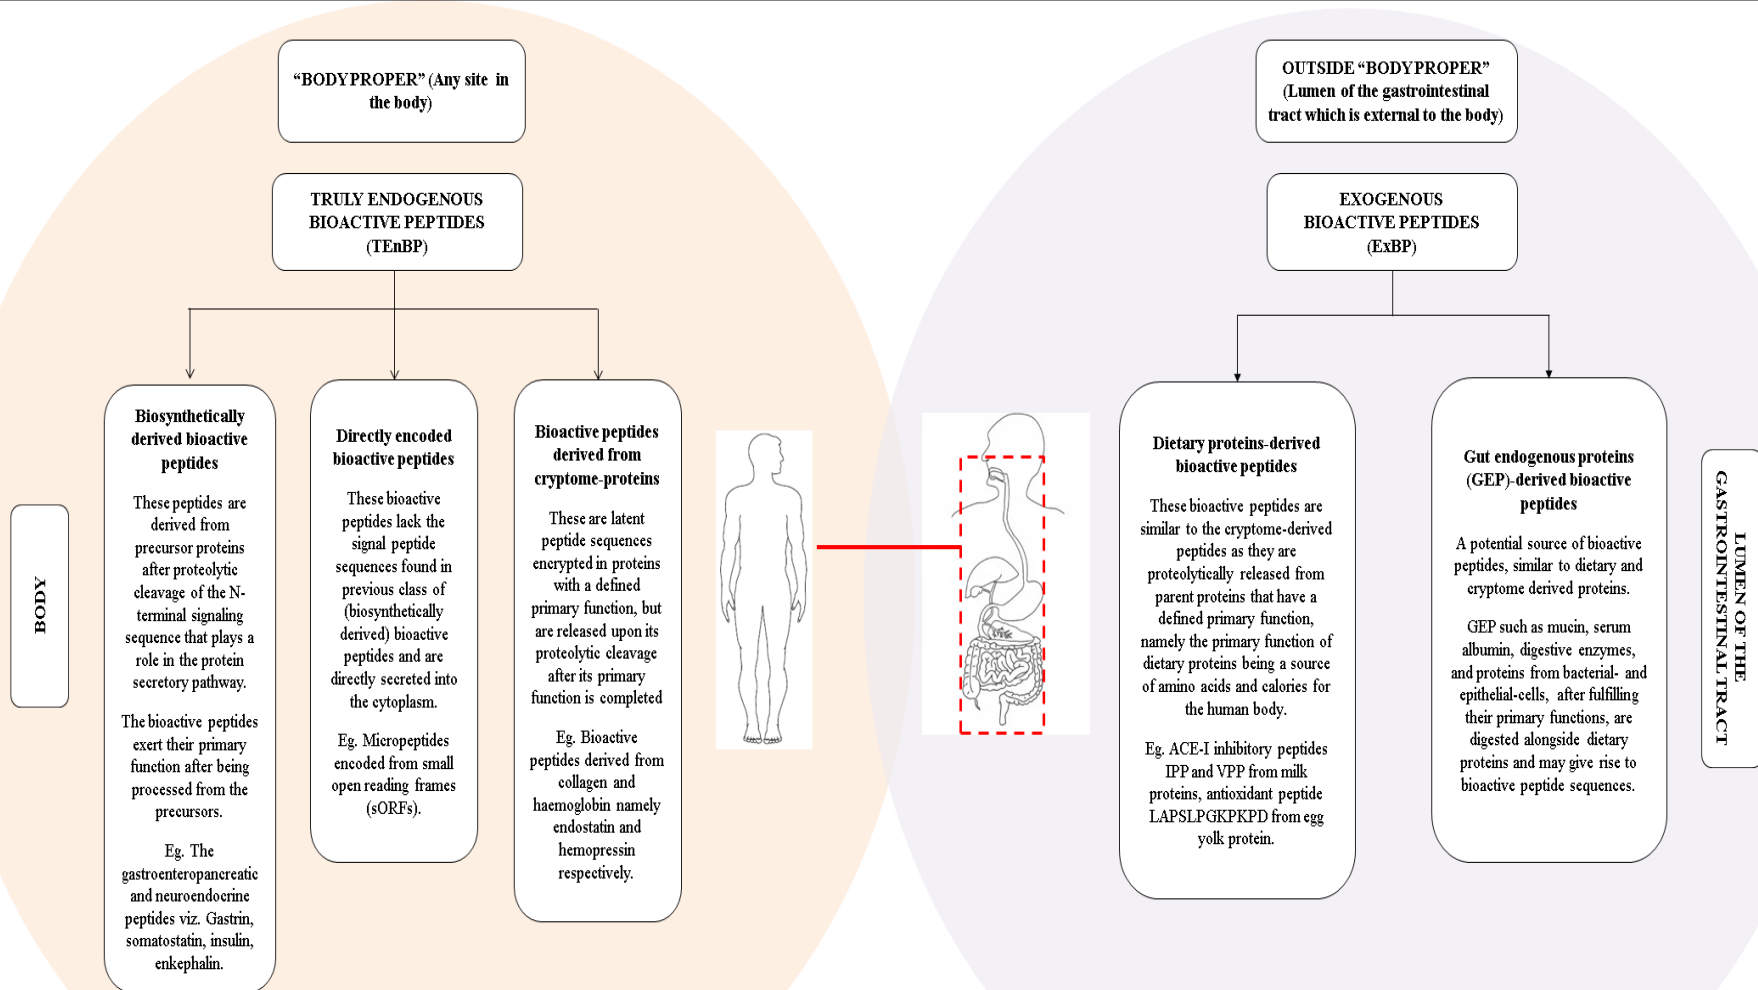 “BODY PROPER” (Any site in
the body)
TRULY ENDOGENOUS
BIOACTIVE PEPTIDES
(TEnBP)
Biosynthetically
derived bioactive
peptides
These peptides are
derived from
precursor proteins
after proteolytic
cleavage of the N-
terminal signaling
sequence that plays a
role in the protein
secretory pathway.
The bioactive peptides
exert their primary
function after being
processed from the
precursors.
Eg. The
gastroenteropancreatic
and neuroendocrine
peptides viz. Gastrin,
somatostatin, insulin,
enkephalin.
Directly encoded
bioactive peptides
These bioactive
peptides lack the
signal peptide
sequences found in
previous class of
(biosynthetically
derived) bioactive
peptides and are
directly secreted into
the cytoplasm.
Eg. Micropeptides
encoded from small
open reading frames
(sORFs).
Bioactive peptides
derived from
cryptome-proteins
These are latent
peptide sequences
encrypted in proteins
with a defined
primary function, but
are released upon its
proteolytic cleavage
after its primary
function is completed
Eg. Bioactive
peptides derived from
collagen and
haemoglobin namely
endostatin and
hemopressin
respectively.
BODY
OUTSIDE “BODY PROPER”
(Lumen of the gastrointestinal
tract which is external to the body)
EXOGENOUS
BIOACTIVE PEPTIDES
(ExBP)
Dietary proteins-derived
bioactive peptides
These bioactive peptides are
similar to the cryptome-derived
peptides as they are
proteolytically released from
parent proteins that have a
defined primary function,
namely the primary function of
dietary proteins being a source
of amino acids and calories for
the human body.
Eg. ACE-I inhibitory peptides
IPP and VPP from milk
proteins, antioxidant peptide
LAPSLPGKPKPD from egg
yolk protein.
Gut endogenous proteins
(GEP)-derived bioactive
peptides
A potential source of bioactive
peptides, similar to dietary and
cryptome derived proteins.
GEP such as mucin, serum
albumin, digestive enzymes,
and proteins from bacterial- and
epithelial-cells, after fulfilling
their primary functions, are
digested alongside dietary
proteins and may give rise to
bioactive peptide sequences.
LUMEN OF THE
GASTROINTESTINAL TRACT